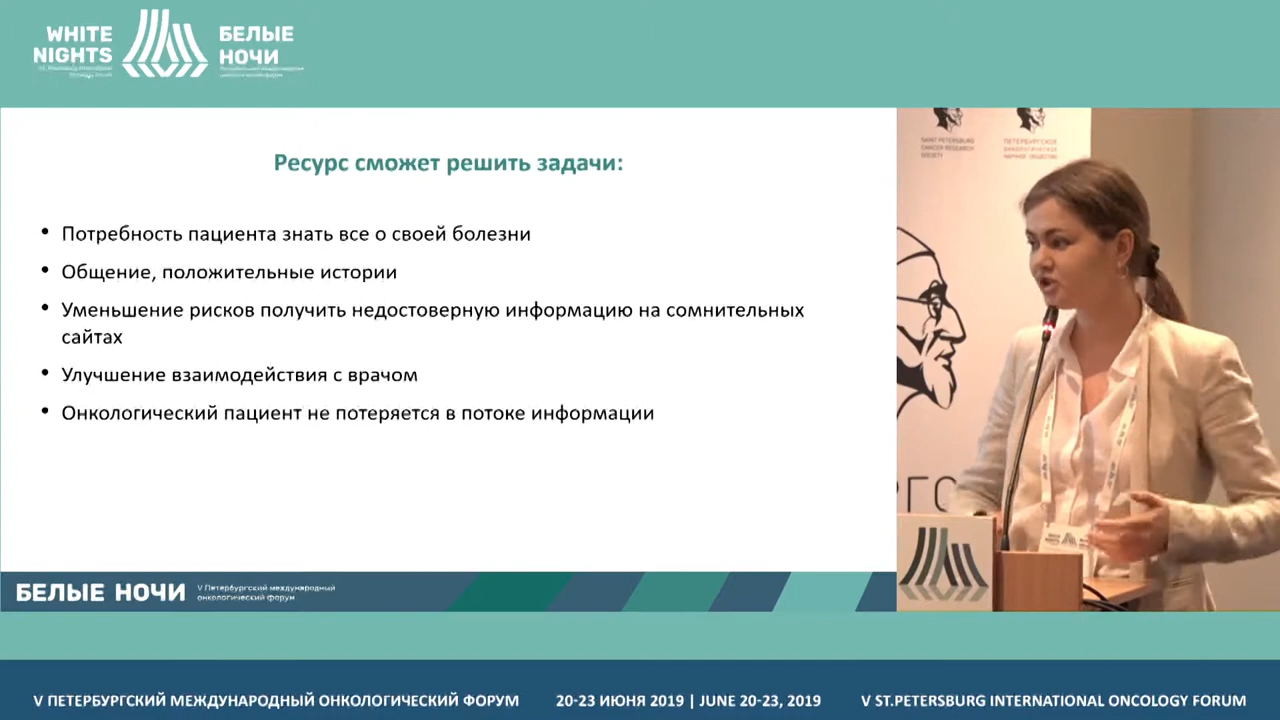 WHITE
NIGHTS
БЕЛЫЕ
НОЧИ
Ресурс сможет решить задачи:
• Потребность пациента знать все о своей болезни
• Общение, положительные истории
• Уменьшение рисков получить недостоверную информацию на сомнительных
сайтах
• Улучшение взаимодействия с врачом
• Онкологический пациент не потеряется в потоке информации
SAINT PETERSBURG
CANCER RESEARCH
SOCIETY
ПЕТЕРБУРГСКОЕ
ОНКОЛОГИЧЕСКОЕ
НАУЧНОЕ ОБЩЕСТВО
БЕЛЫЕ НОЧИ
V Петербургский международный
онкологический форум
V ПЕТЕРБУРГСКИЙ МЕЖДУНАРОДНЫЙ ОНКОЛОГИЧЕСКИЙ ФОРУМ
20-23 ИЮНЯ 2019 | JUNE 20-23, 2019
V ST.PETERSBURG INTERNATIONAL ONCOLOGY FORUM